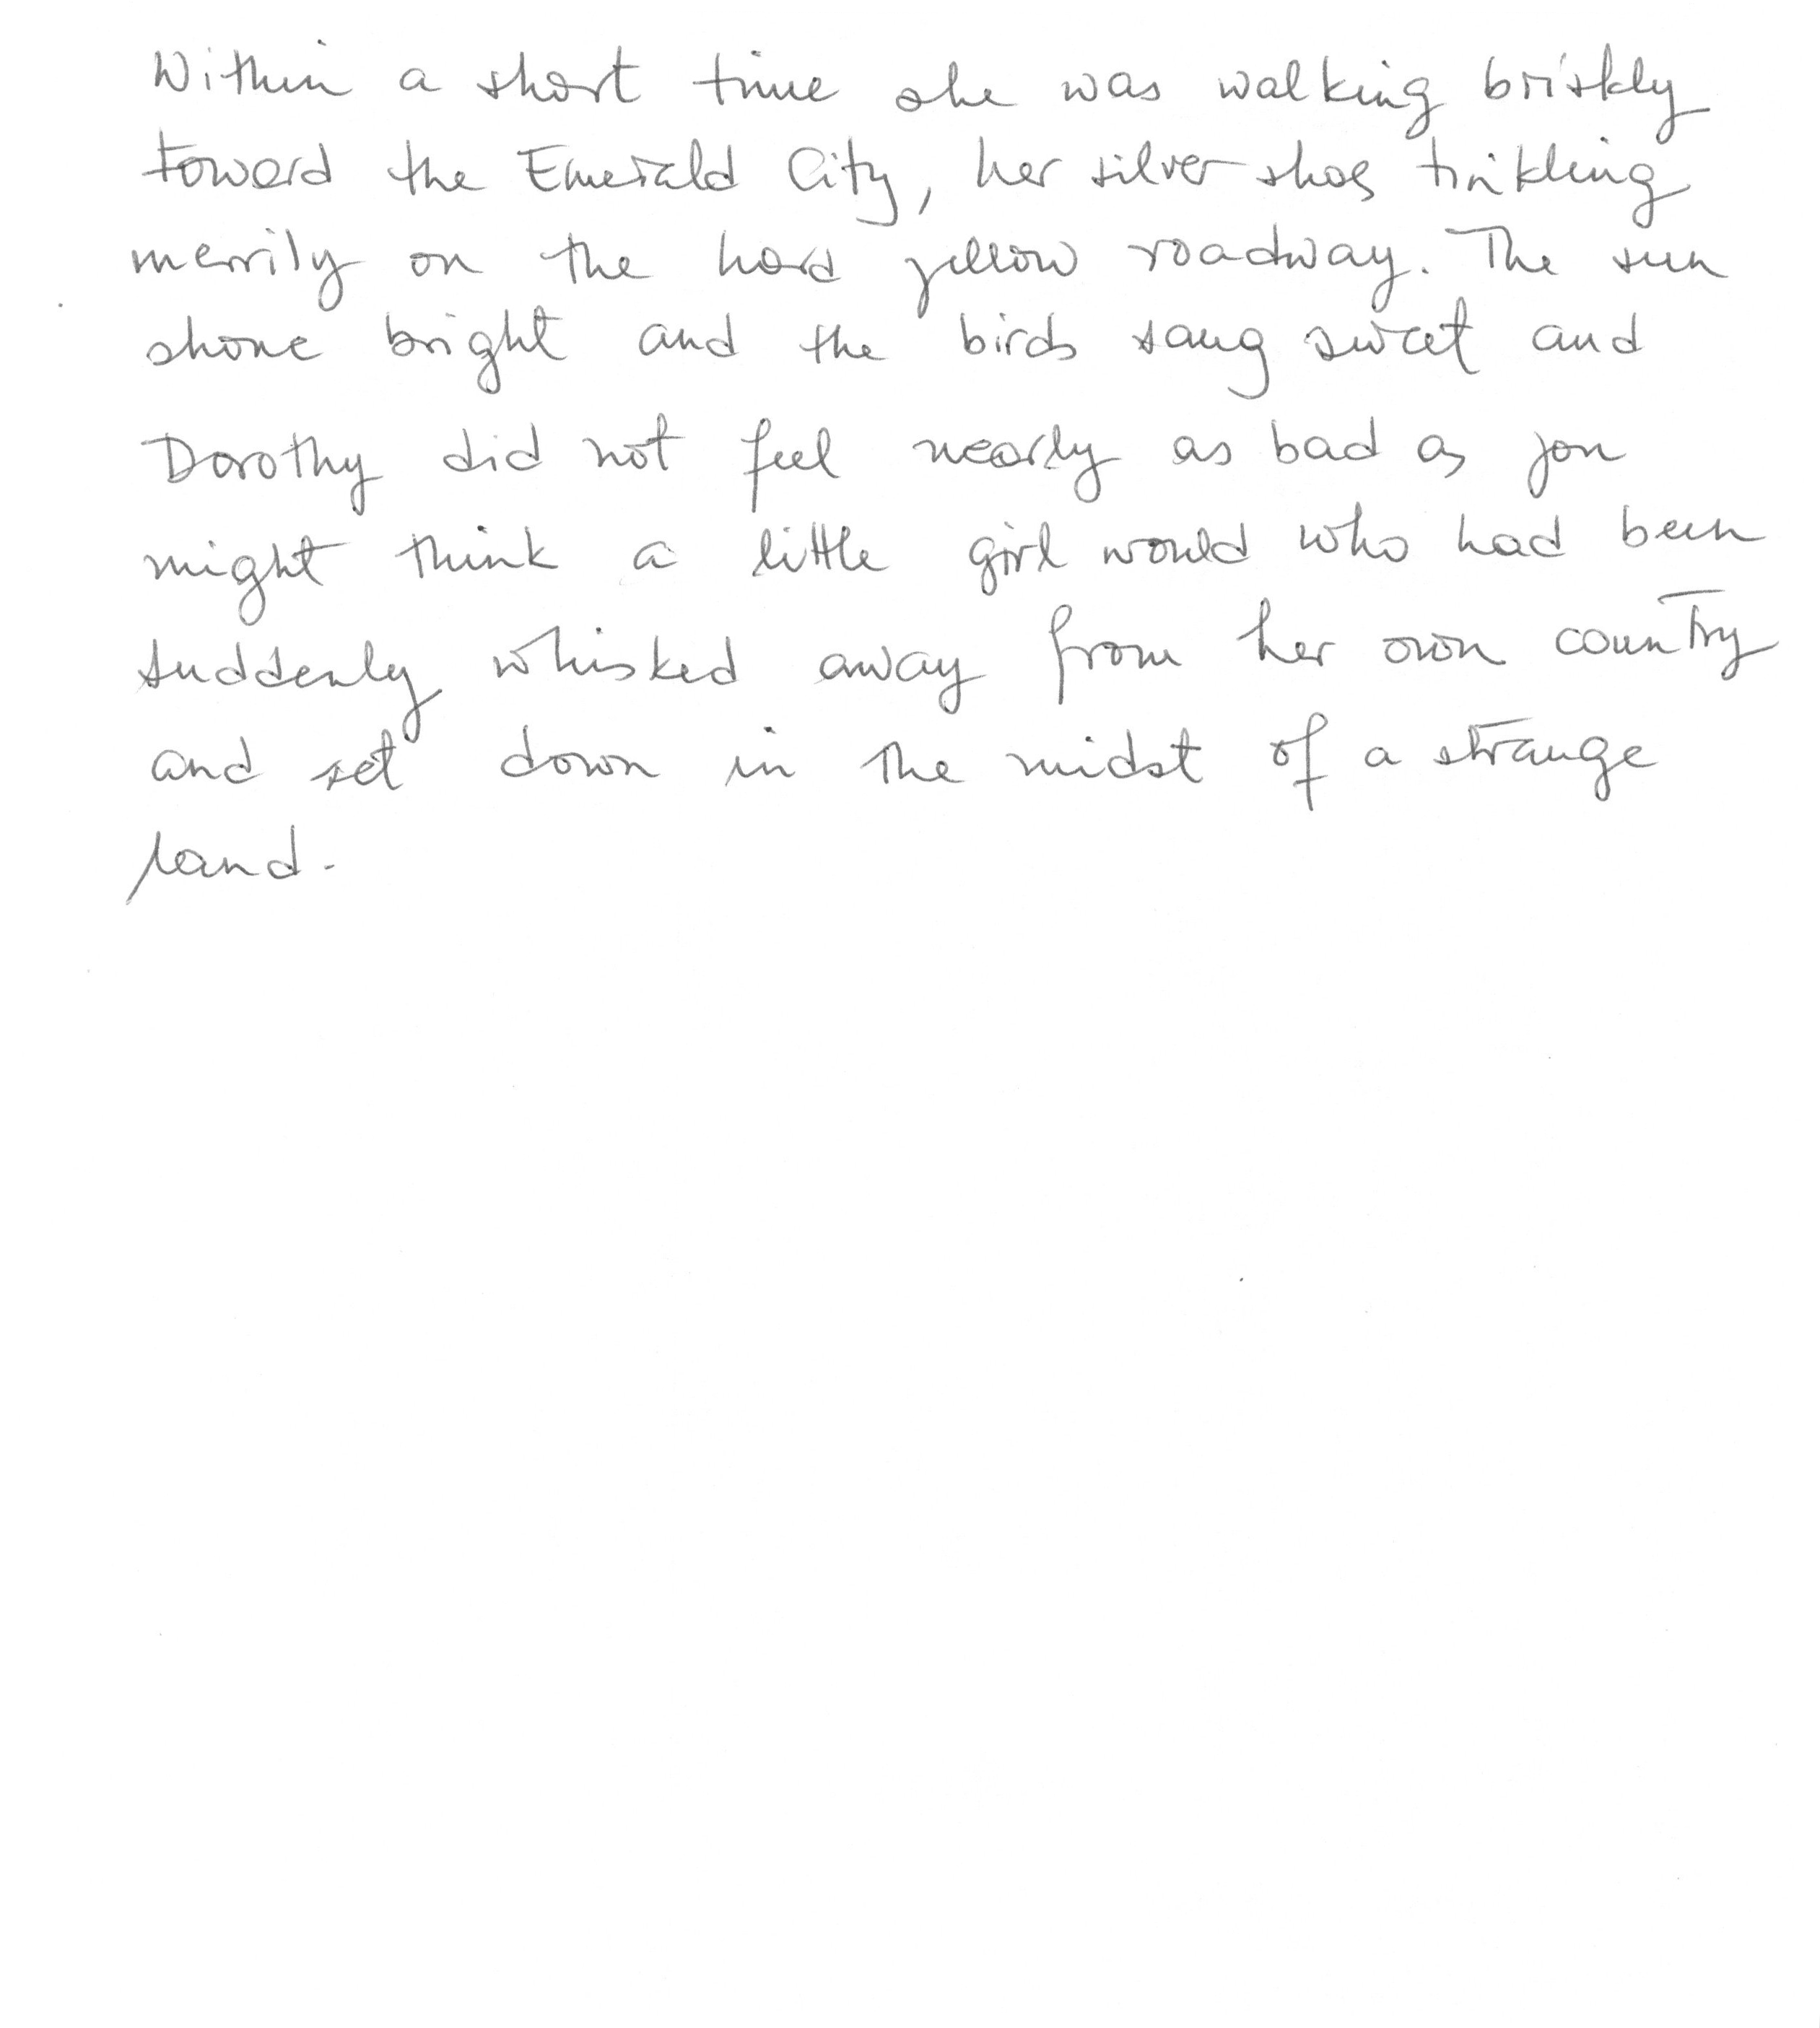 Within a short time she was walking briskly
toward the Emerald City, her silver shoes tinkling
merrily on the hard yellow roadway. The sun
shone bright and the birds sang sweet and
Dorothy did not feel nearly as bad as you
might think a little girl would who had been
suddenly whisked away from her own country
and set down in the midst of a strange
land.